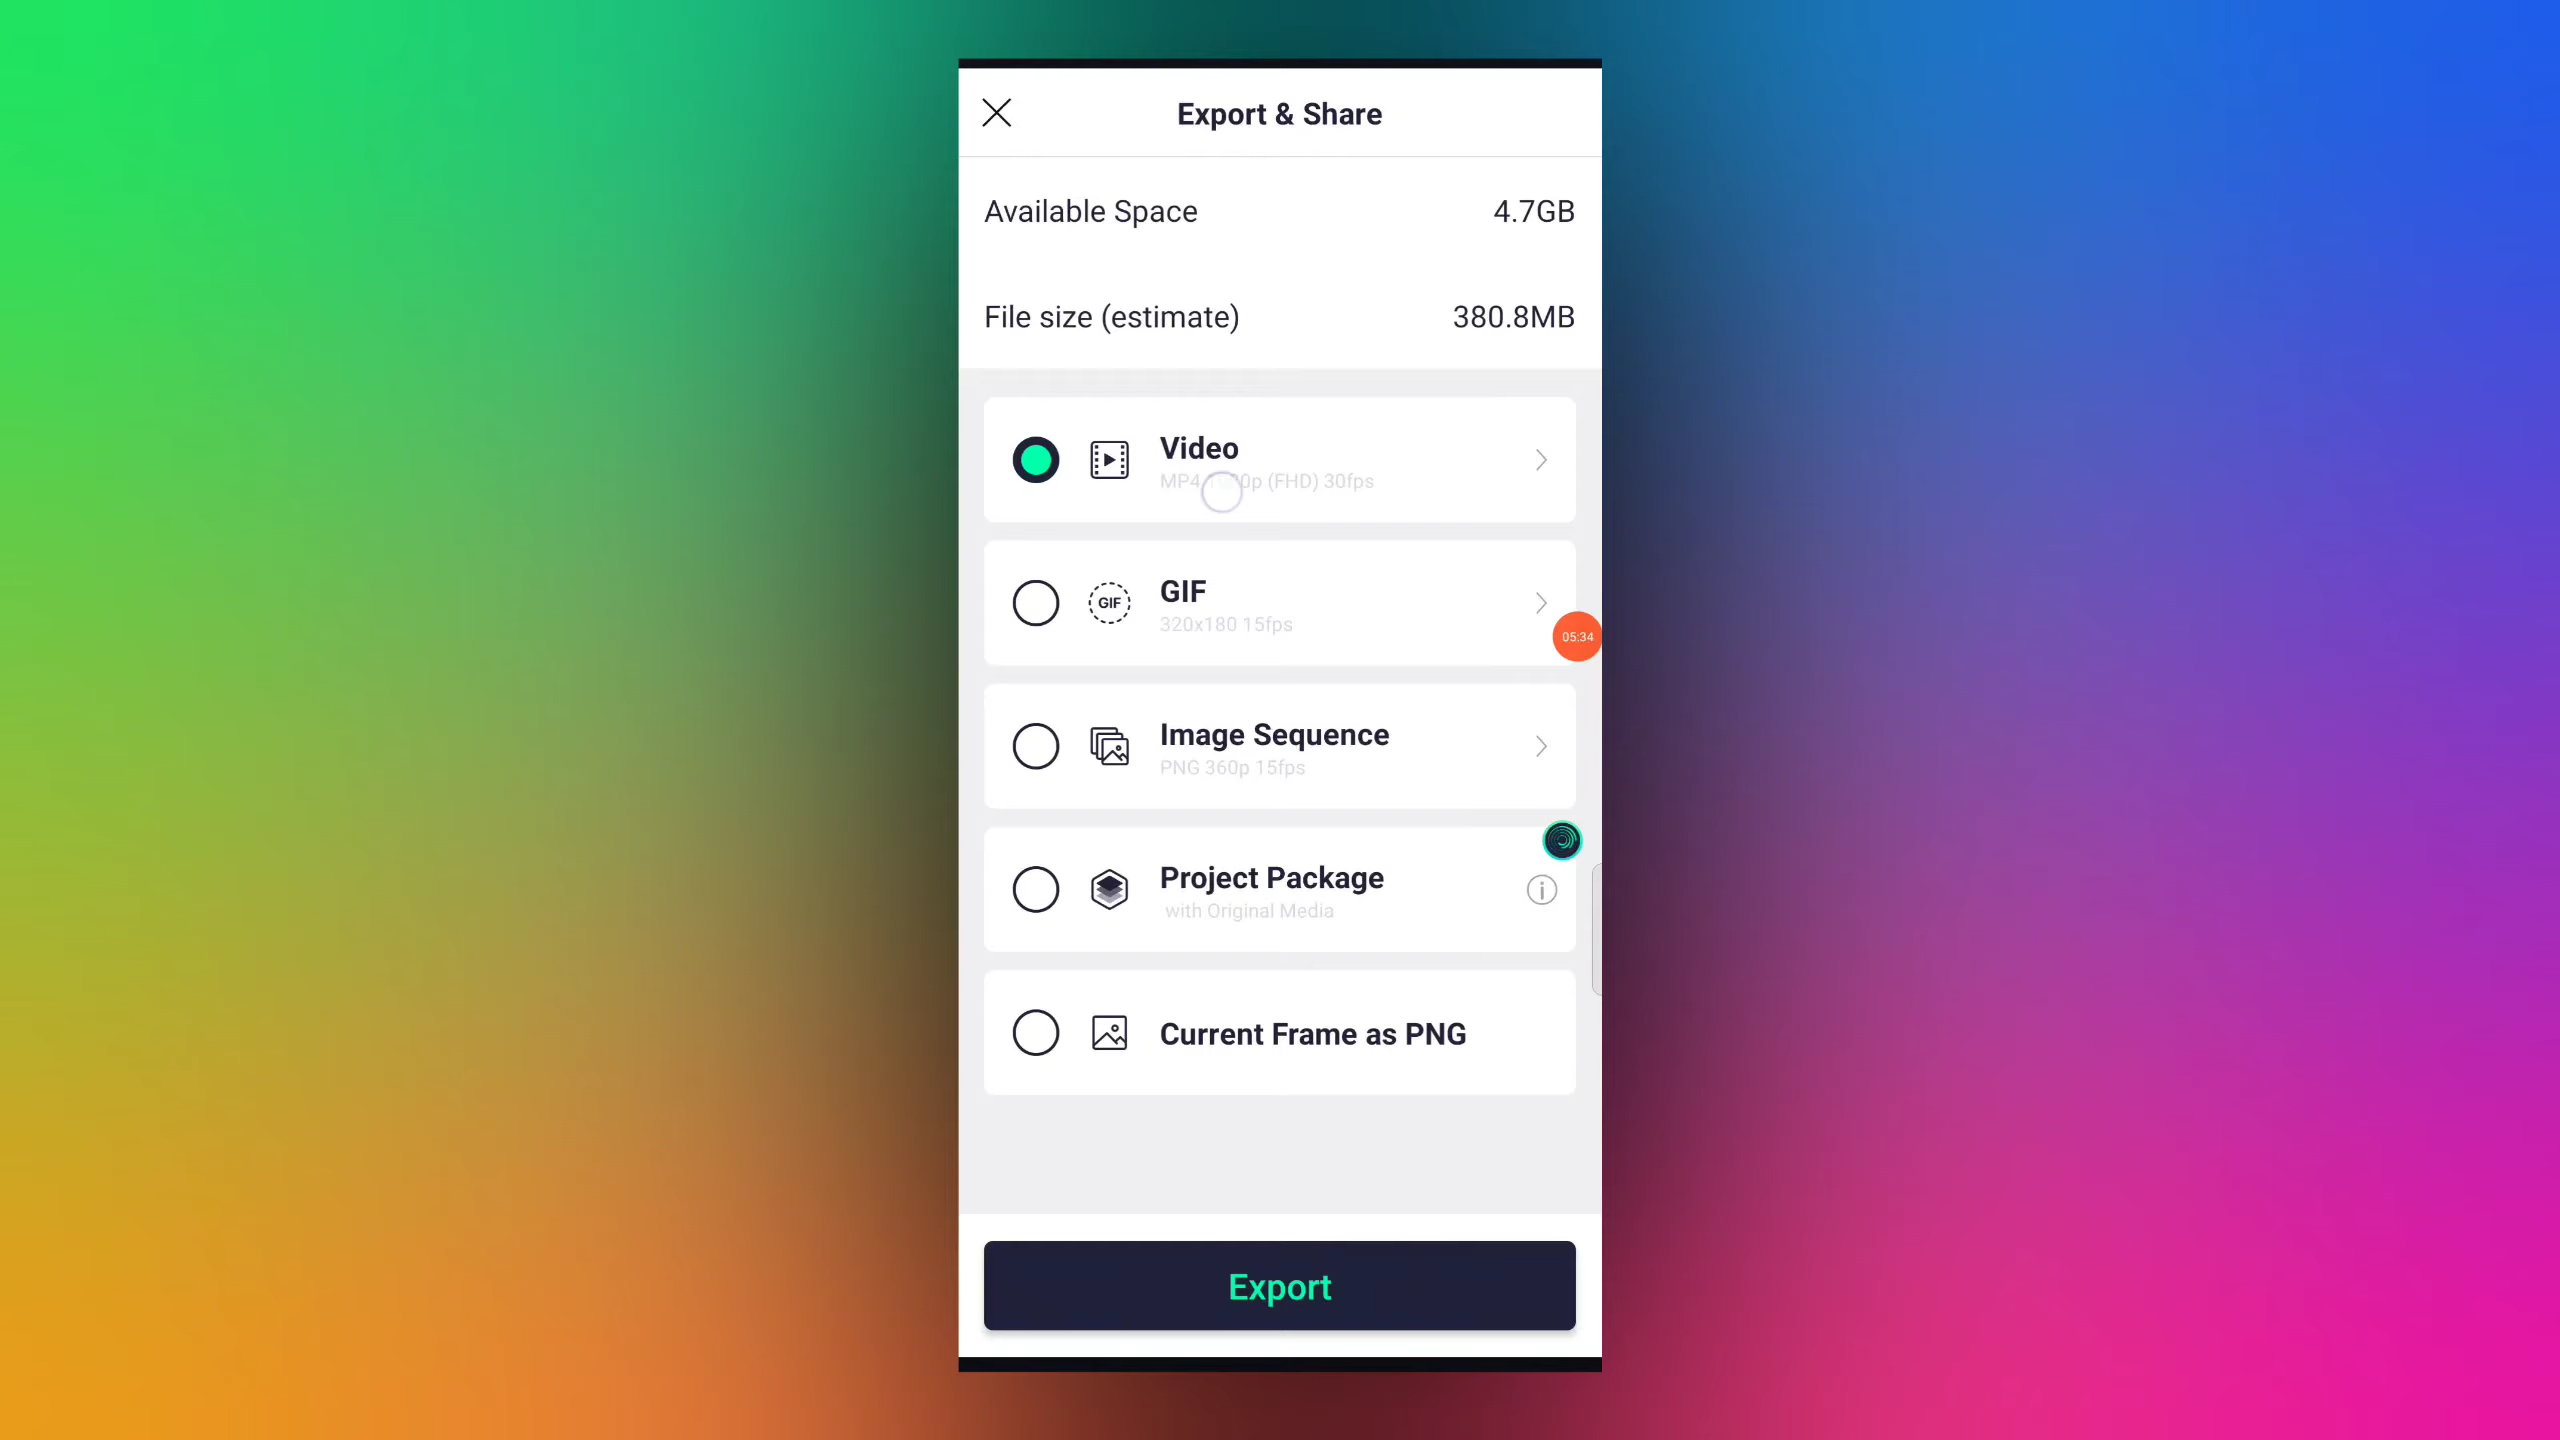 Export & Share
Available Space 4.7GB
File size (estimate) 380.8MB
Video
MP4 1080p (FHD) 30fps
GIF
GIF
320x180 15fps
05:34
Image Sequence
PNG 360p 15fps
Project Package
with Original Media
Current Frame as PNG
Export